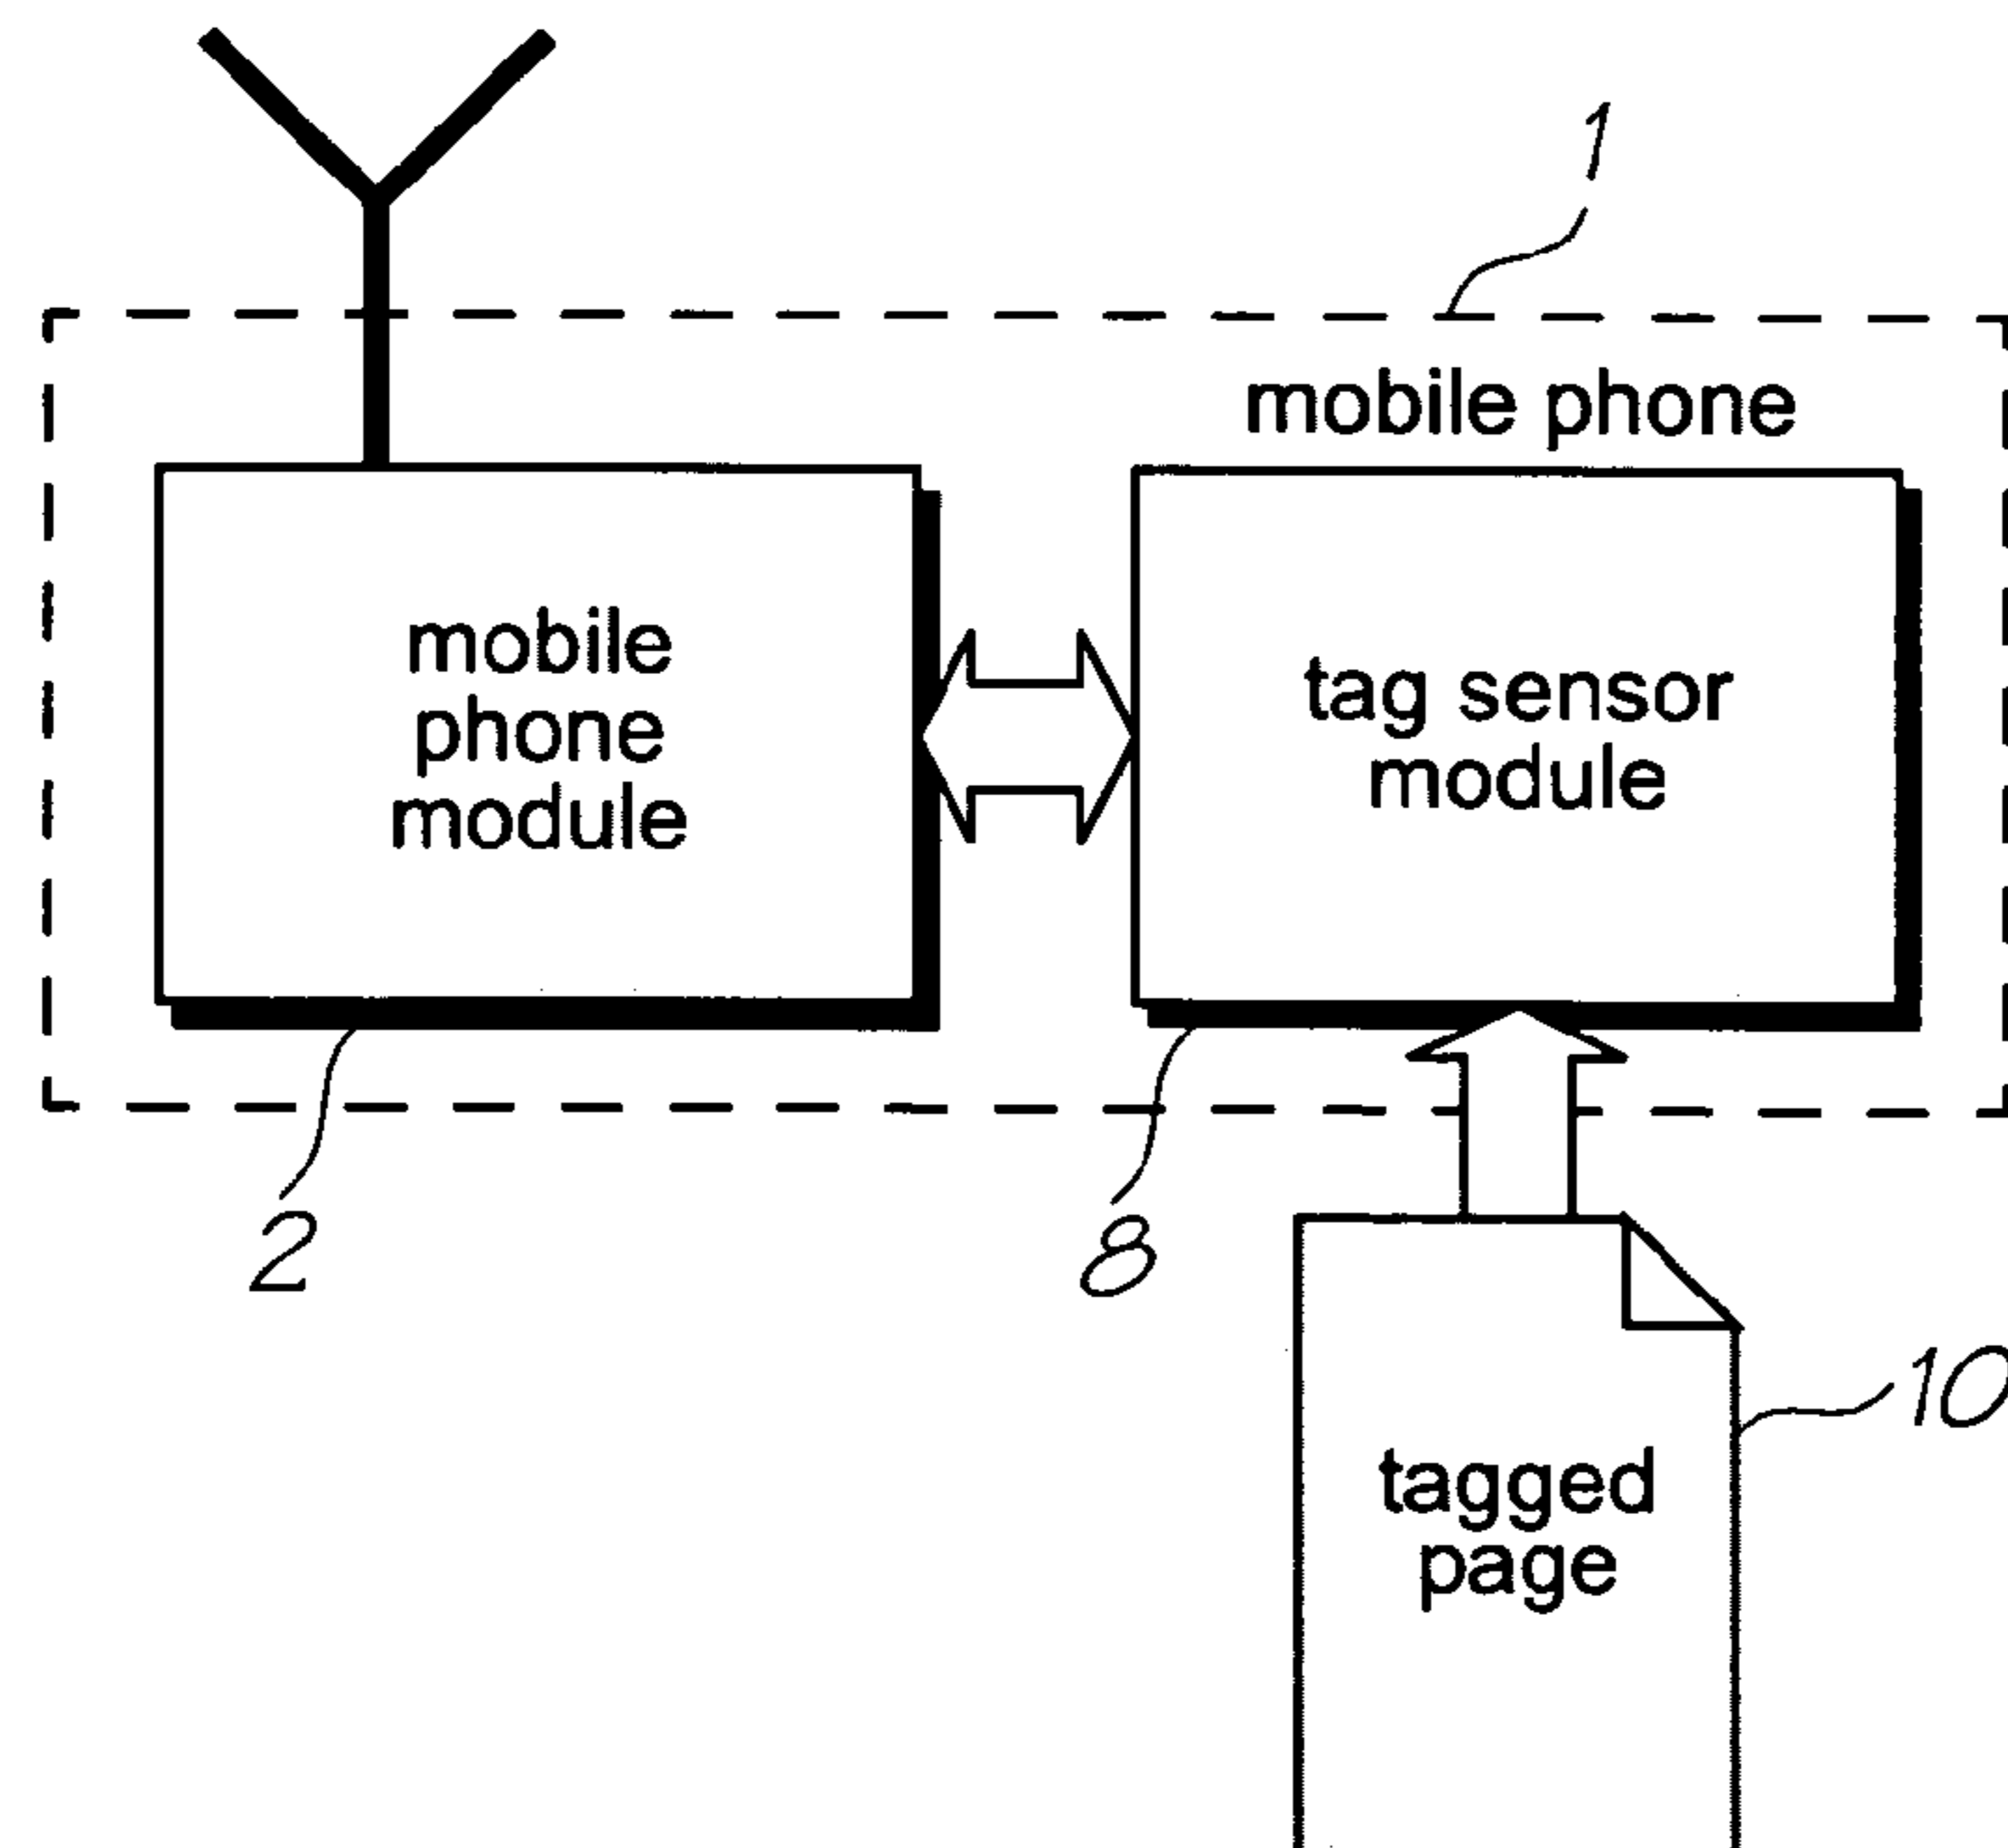 1
mobile phone
mobile
phone
module
tag sensor
module
2
8
10
tagged
page